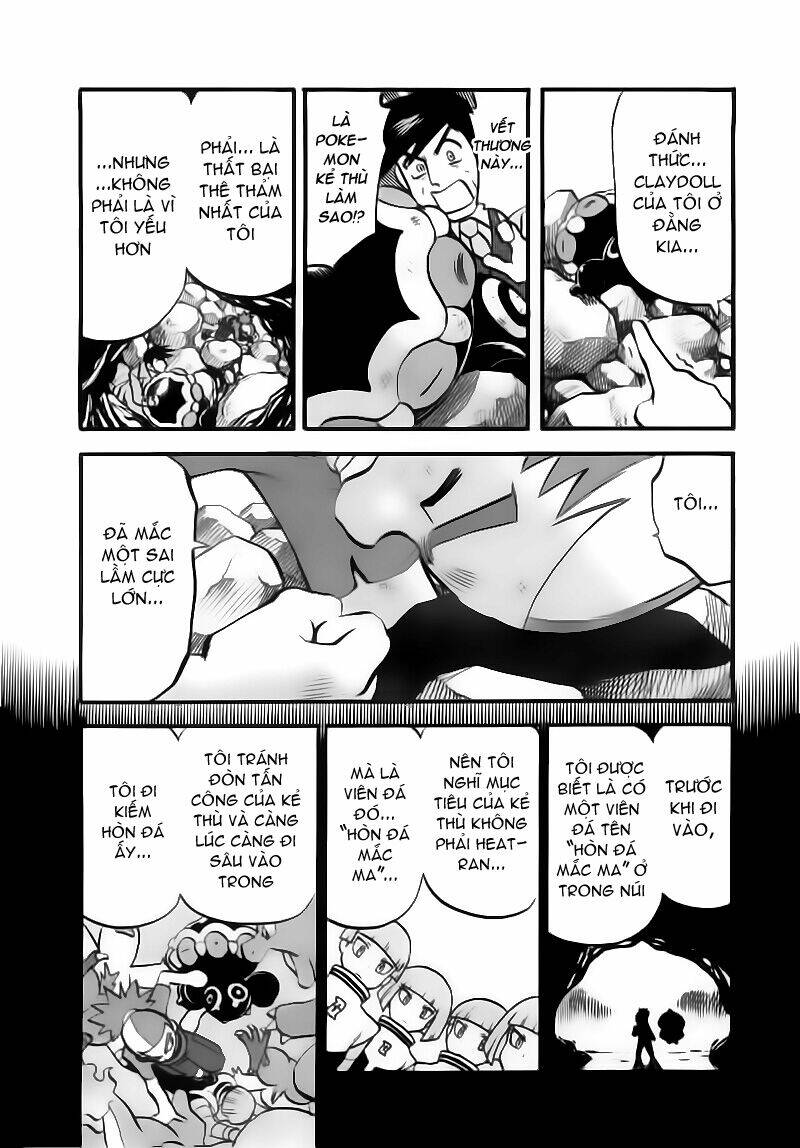 ĐÁNH
THỨC...
CLAYDOLL
CỦA TÔI Ở
ĐẰNG
KIA...
VẾT
THƯƠNG
NÀY...
LÀ
POKE-
MON
KẺ THÙ
LÀM
SAO!?
PHẢI... LÀ
THẤT BẠI
THÊ THẢM
NHẤT CỦA
TÔI
...NHƯNG
...KHÔNG
PHẢI LÀ VÌ
TÔI YẾU
HƠN
TÔI...
ĐÃ MẮC
MỘT SAI
LẦM CỰC
LỚN...
TRƯỚC
KHI ĐI
VÀO,
TÔI ĐƯỢC
BIẾT LÀ CÓ
MỘT VIÊN
ĐÁ TÊN
"HÒN ĐÁ
MẮC MA" Ở
TRONG NÚI
NÊN TÔI
NGHĨ MỤC
TIÊU CỦA KẺ
THÙ KHÔNG
PHẢI HEAT-
RAN...
MÀ LÀ
VIÊN ĐÁ
ĐÓ...
"HÒN ĐÁ
MẮC MA"...
TÔI TRÁNH
ĐÒN TẤN
CÔNG CỦA KẺ
THÙ VÀ CÀNG
LÚC CÀNG ĐI
SÂU VÀO
TRONG
TÔI ĐI
KIẾM
HÒN ĐÁ
ẤY...